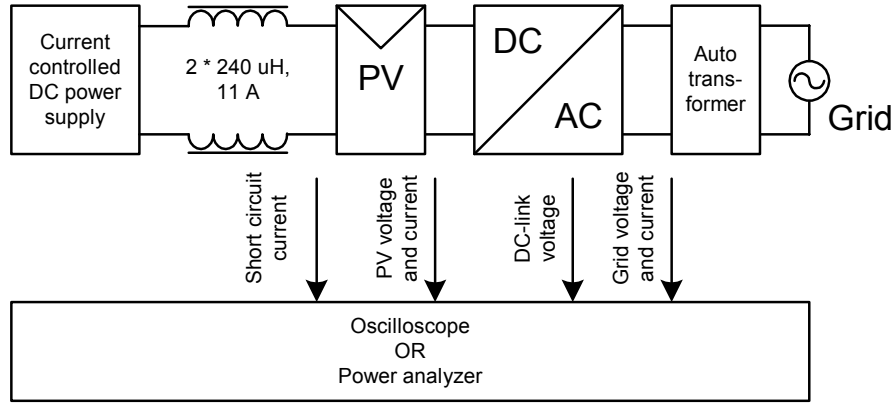 Current
controlled
DC power
supply
2 * 240 uH,
11 A
PV
DC
AC
Auto
trans-
former
Grid
Short circuit
current
PV voltage
and current
DC-link
voltage
Grid voltage
and current
Oscilloscope
OR
Power analyzer